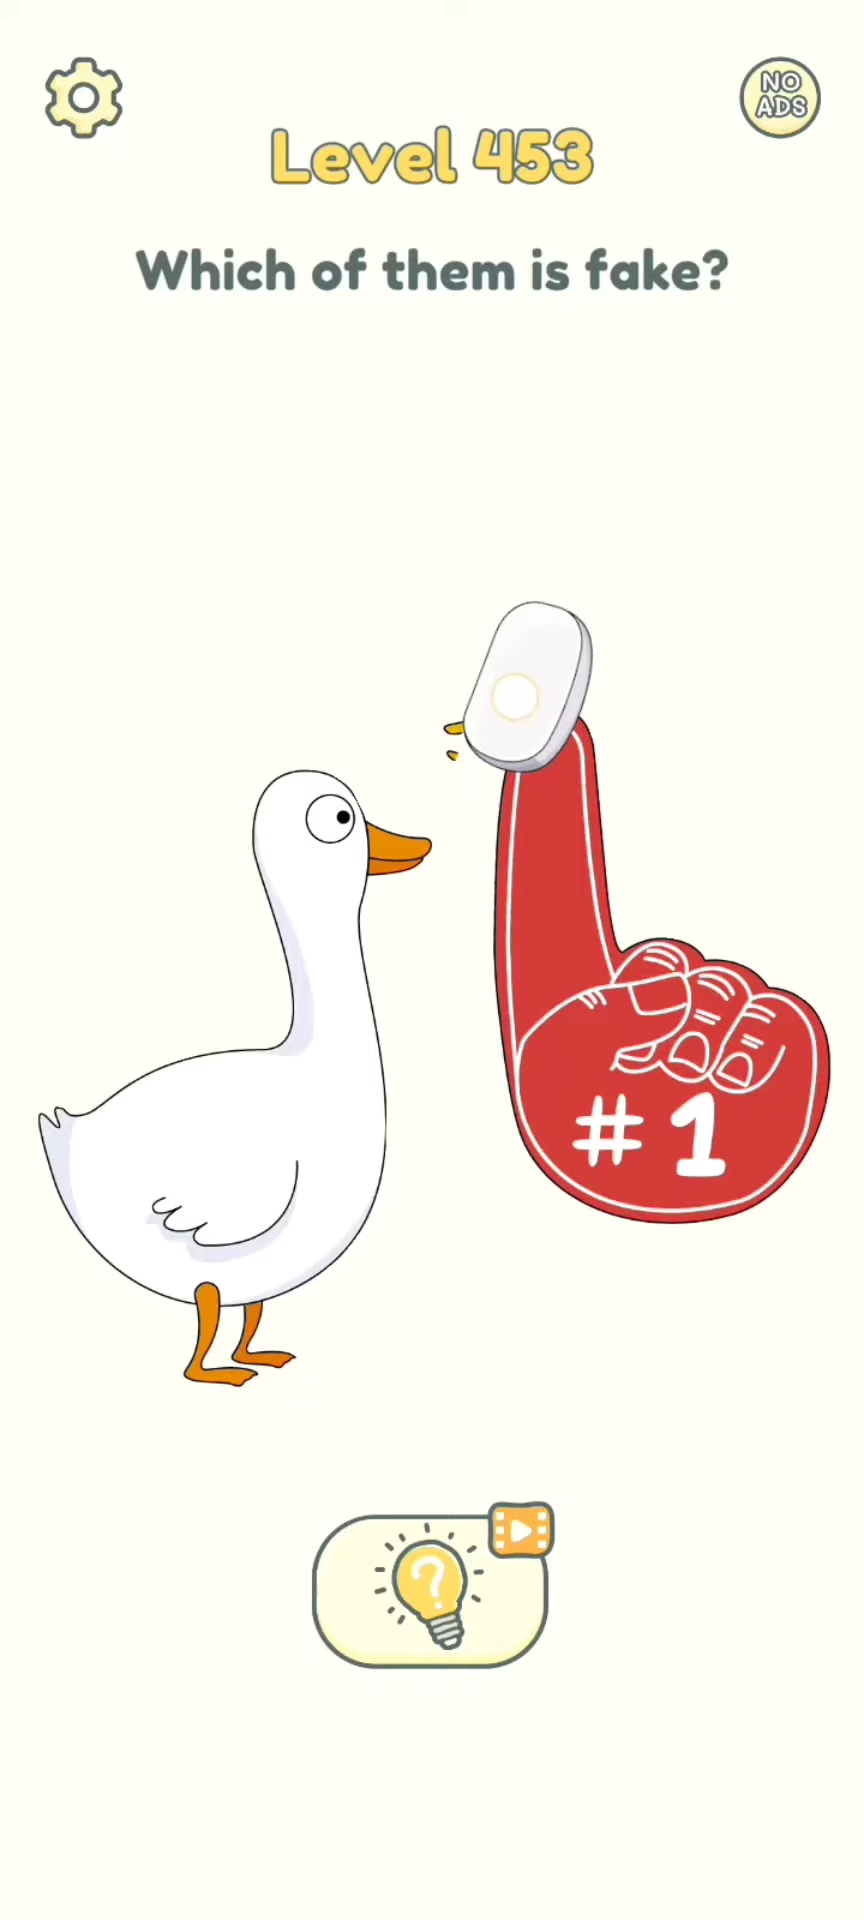 NO
ADS
Level 453
Which of them is fake?
#1